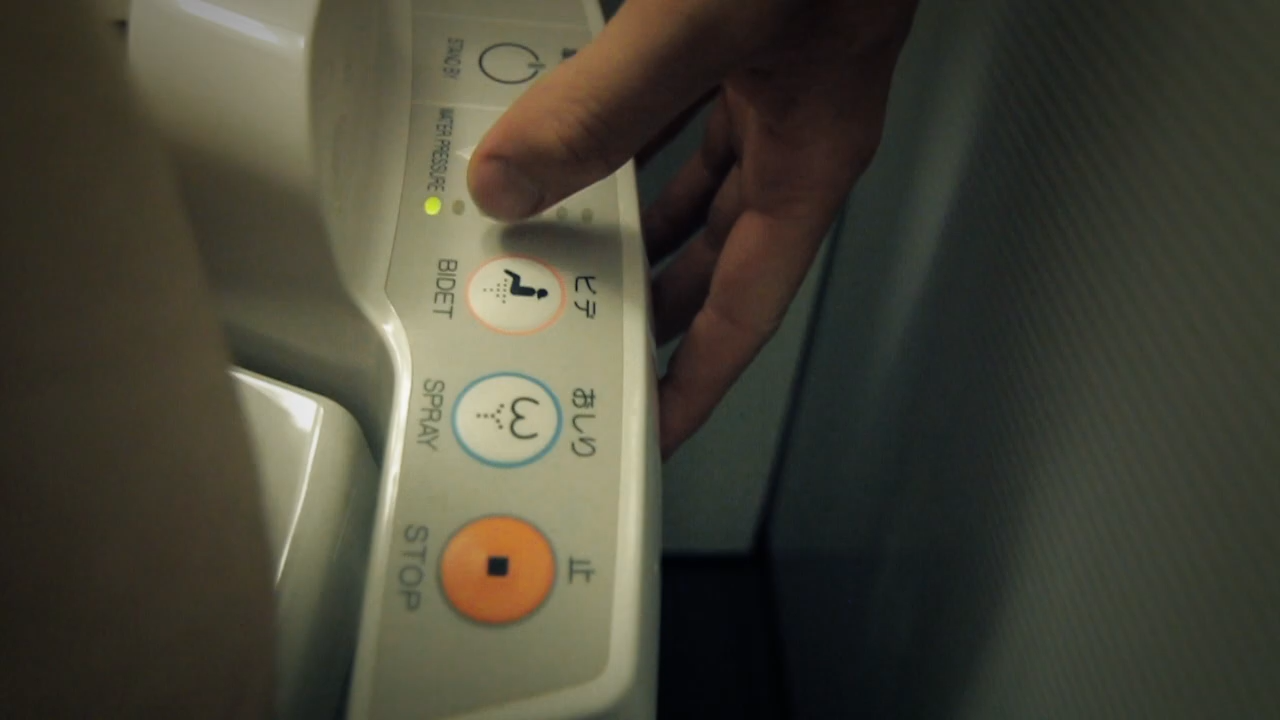 STAND BY
WATER PRESSURE
ビデ
BIDET
おしり
SPRAY
止
STOP